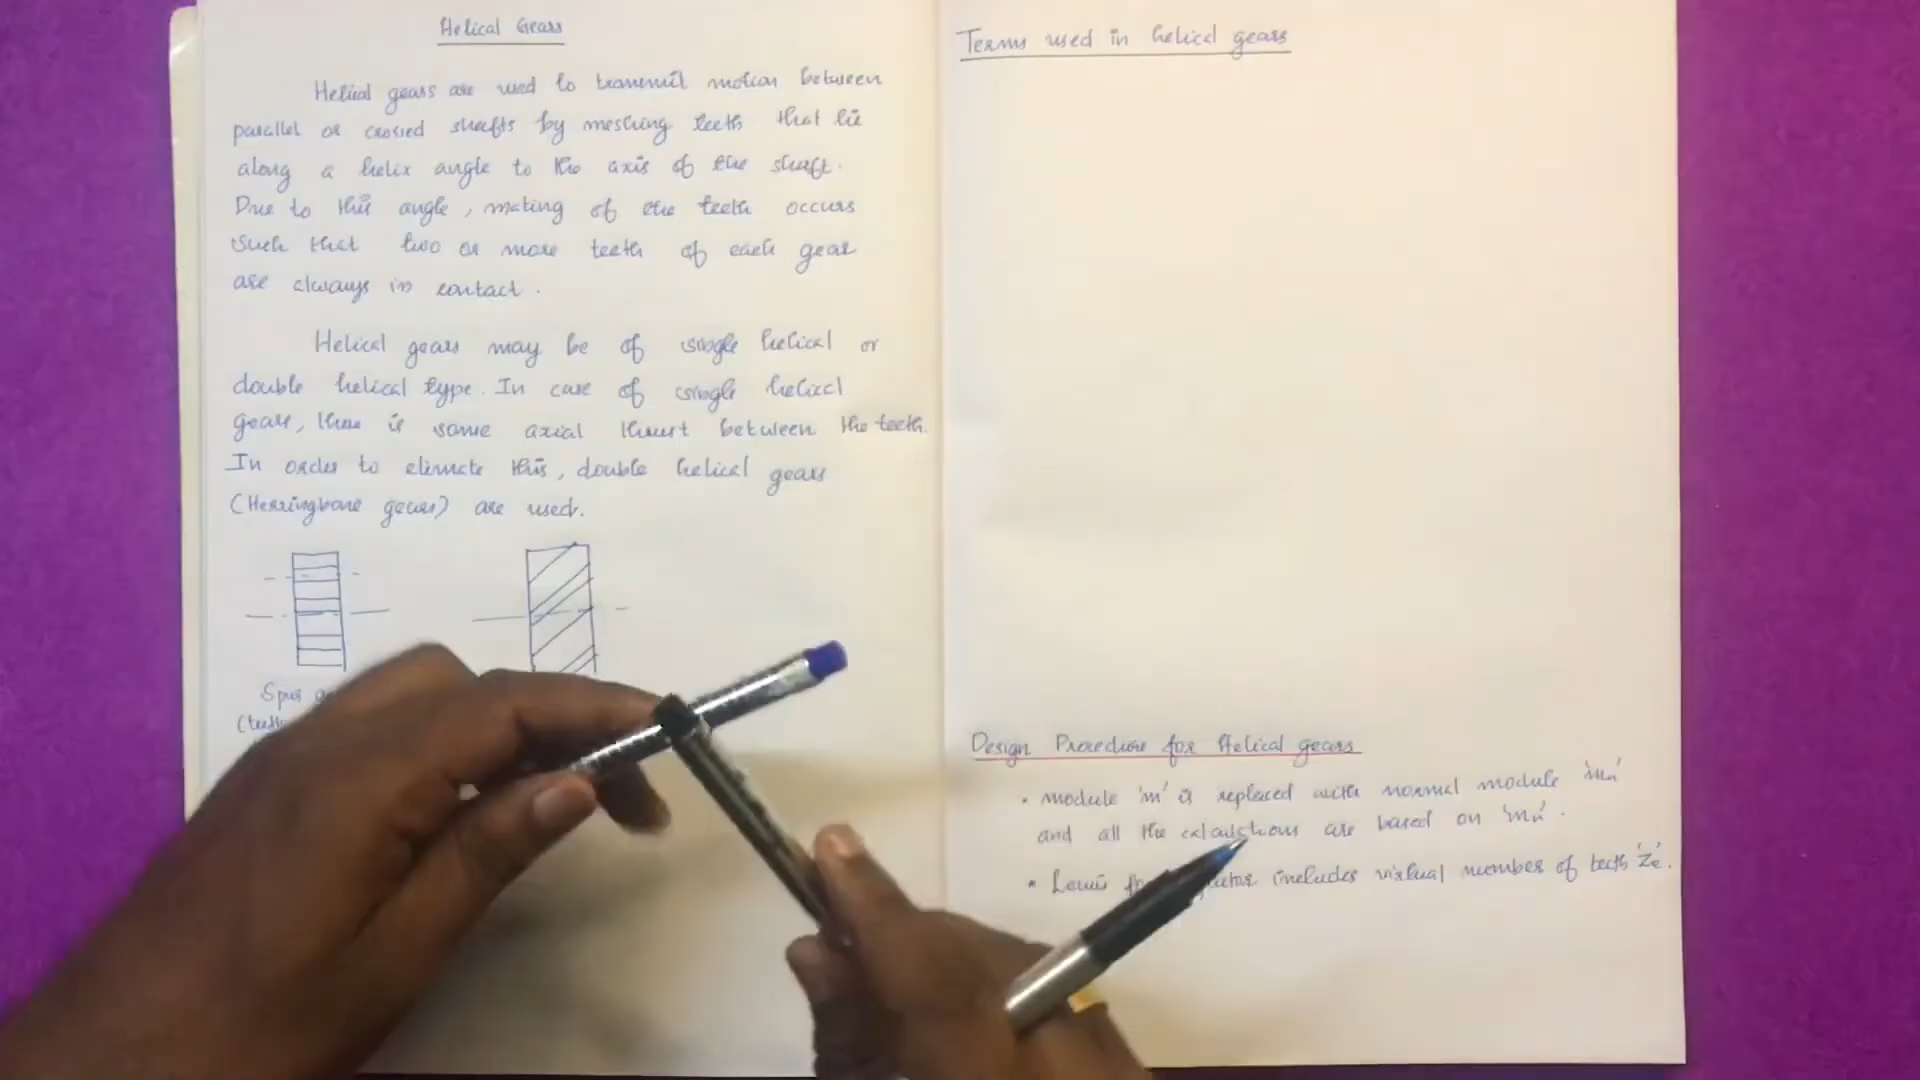 Helical Gears
Helical gears are used to transmit motion between
parallel or crossed shafts by meshing teeth that lie
along a helix angle to the axis of the shaft.
Due to this angle, mating of the teeth occurs
such that two or more teeth of each gear
are always in contact.
Helical gears may be of single helical or
double helical type. In case of single helical
gears, there is some axial thrust between the teeth.
In order to elimate this, double helical gears
(Herringbone gears) are used.
Spur
(teeth
Terms used in helical gears
Design Procedure for Helical gears
• module 'm' is replaced with normal module 'mn'
and all the calculations are based on 'mn'.
• Lewis includes virtual number of teeth 'Ze'.